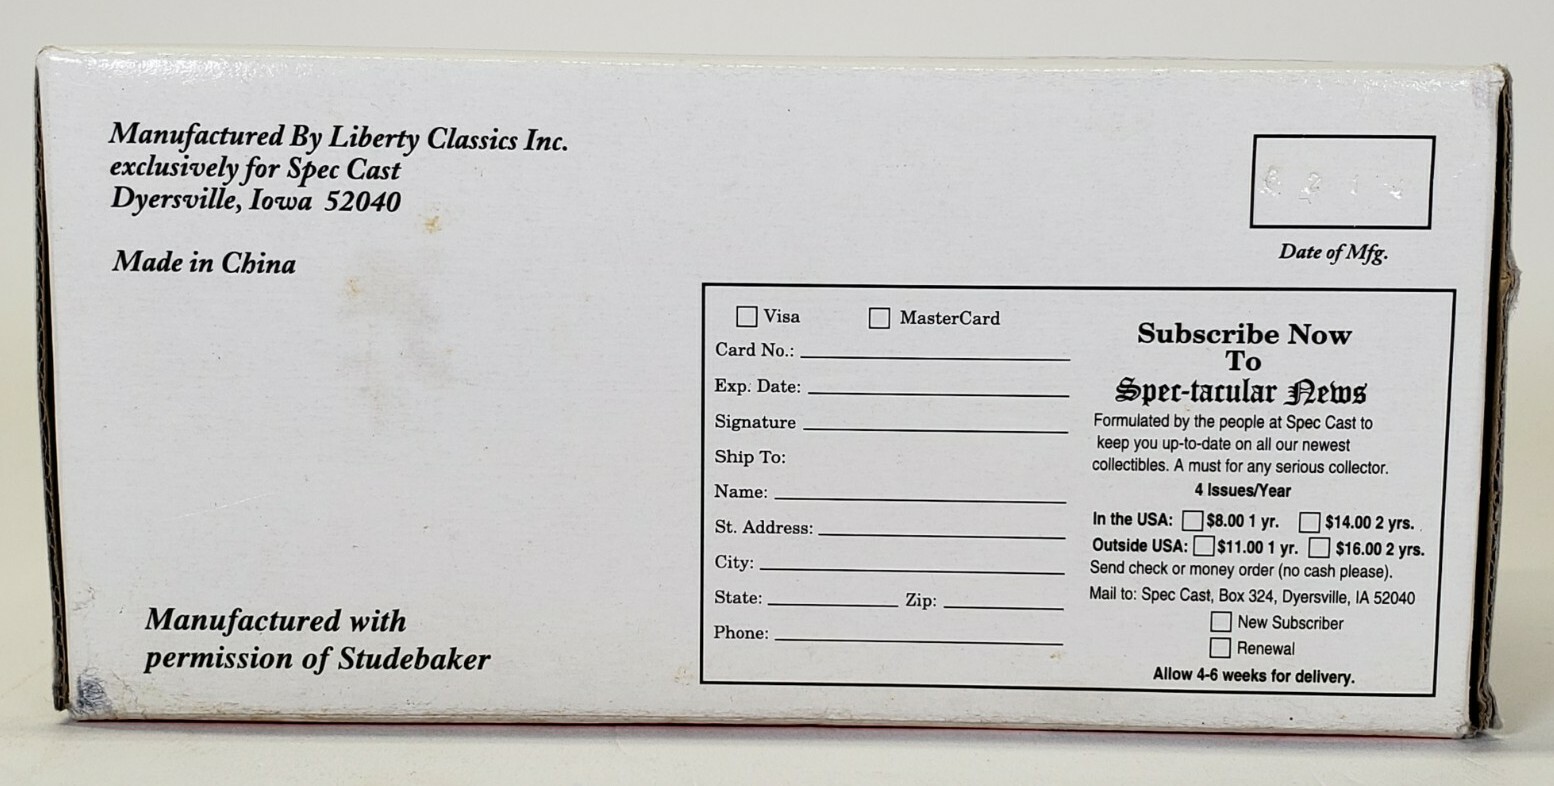 Manufactured By Liberty Classics Inc.
exclusively for Spec Cast
Dyersville, Iowa 52040
Made in China
Manufactured with
permission of Studebaker
Date of Mfg.
Visa MasterCard
Card No.:
Exp. Date:
Signature
Ship To:
Name:
St. Address:
City:
State: Zip:
Phone:
Subscribe Now
To
Spec-tacular News
Formulated by the people at Spec Cast to
keep you up-to-date on all our newest
collectibles. A must for any serious collector.
4 Issues/Year
In the USA: $8.00 1 yr. $14.00 2 yrs.
Outside USA: $11.00 1 yr. $16.00 2 yrs.
Send check or money order (no cash please).
Mail to: Spec Cast, Box 324, Dyersville, IA 52040
New Subscriber
Renewal
Allow 4-6 weeks for delivery.